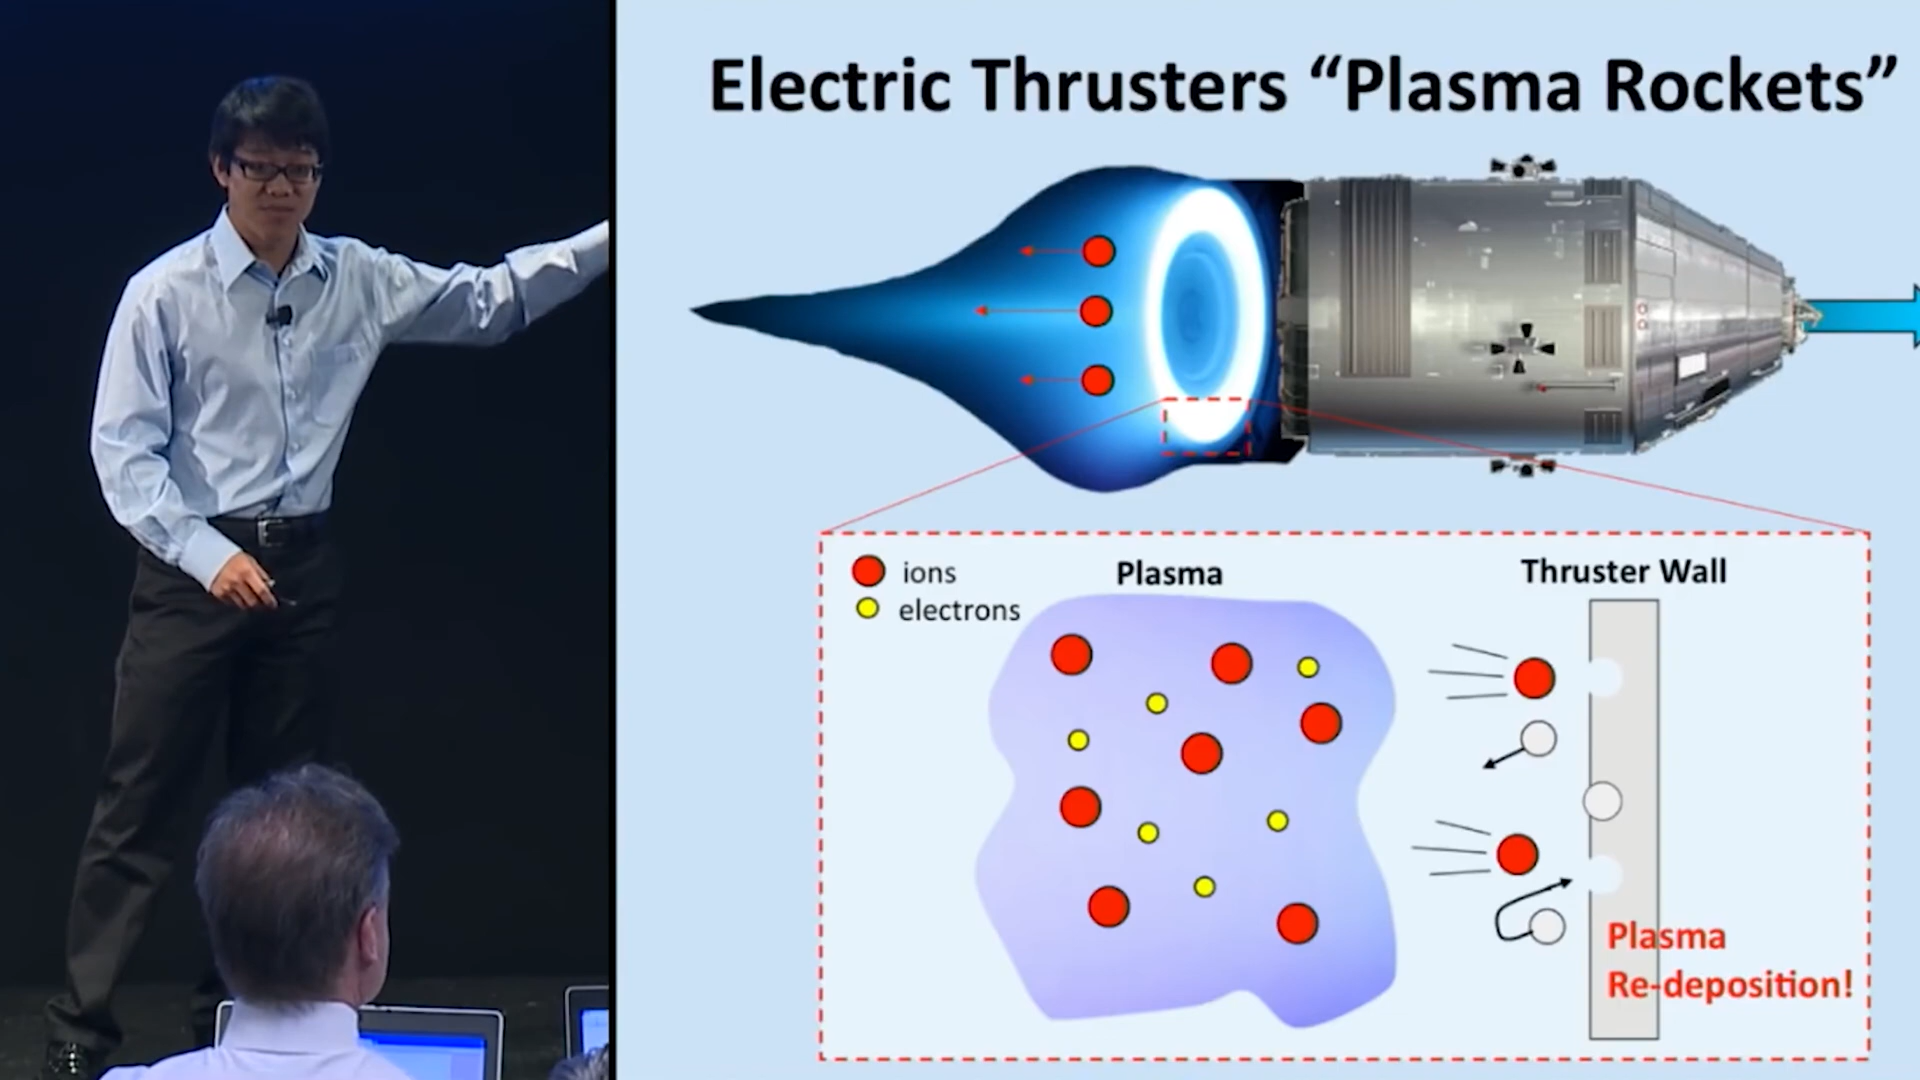 Electric Thrusters “Plasma Rockets”
ions
electrons
Plasma
Thruster Wall
Plasma
Re-deposition!